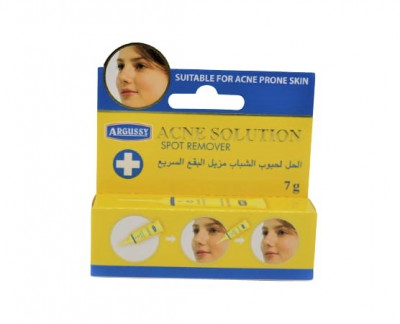 SUITABLE FOR ACNE PRONE SKIN
ARGUSSY
ACNE SOLUTION
SPOT REMOVER
الحل لحبوب الشباب مزيل البقع السريع
7 g